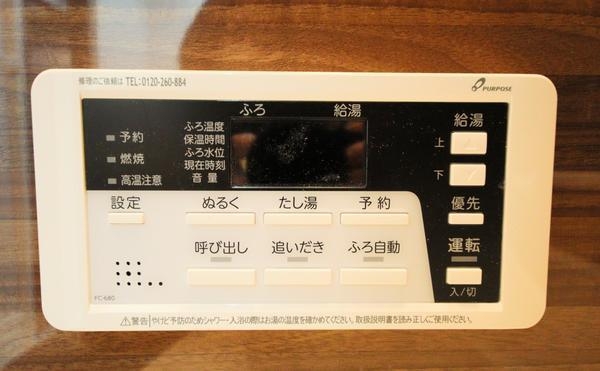 修理のご依頼は TEL:0120-260-884
PURPOSE
ふろ 給湯
予約
燃焼
高温注意
ふろ温度
保温時間
ふろ水位
現在時刻
音量
給湯
上
下
設定
ぬるく
たし湯
予約
優先
呼び出し
追いだき
ふろ自動
運転
入/切
FC-680
⚠警告 やけど予防のためシャワー・入浴の際はお湯の温度を確かめてください。取扱説明書を読み正しくご使用ください。